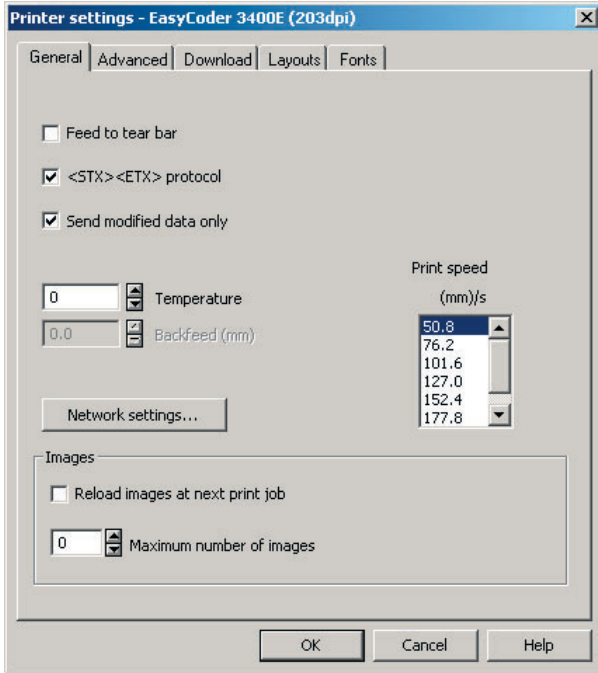 Printer settings - EasyCoder 3400E (203dpi)
General Advanced Download Layouts Fonts
Feed to tear bar
<STX><ETX> protocol
Send modified data only
Print speed
(mm)/s
0 Temperature
0.0 Backfeed (mm)
50.8
76.2
101.6
127.0
152.4
177.8
Network settings...
Images
Reload images at next print job
0 Maximum number of images
OK Cancel Help